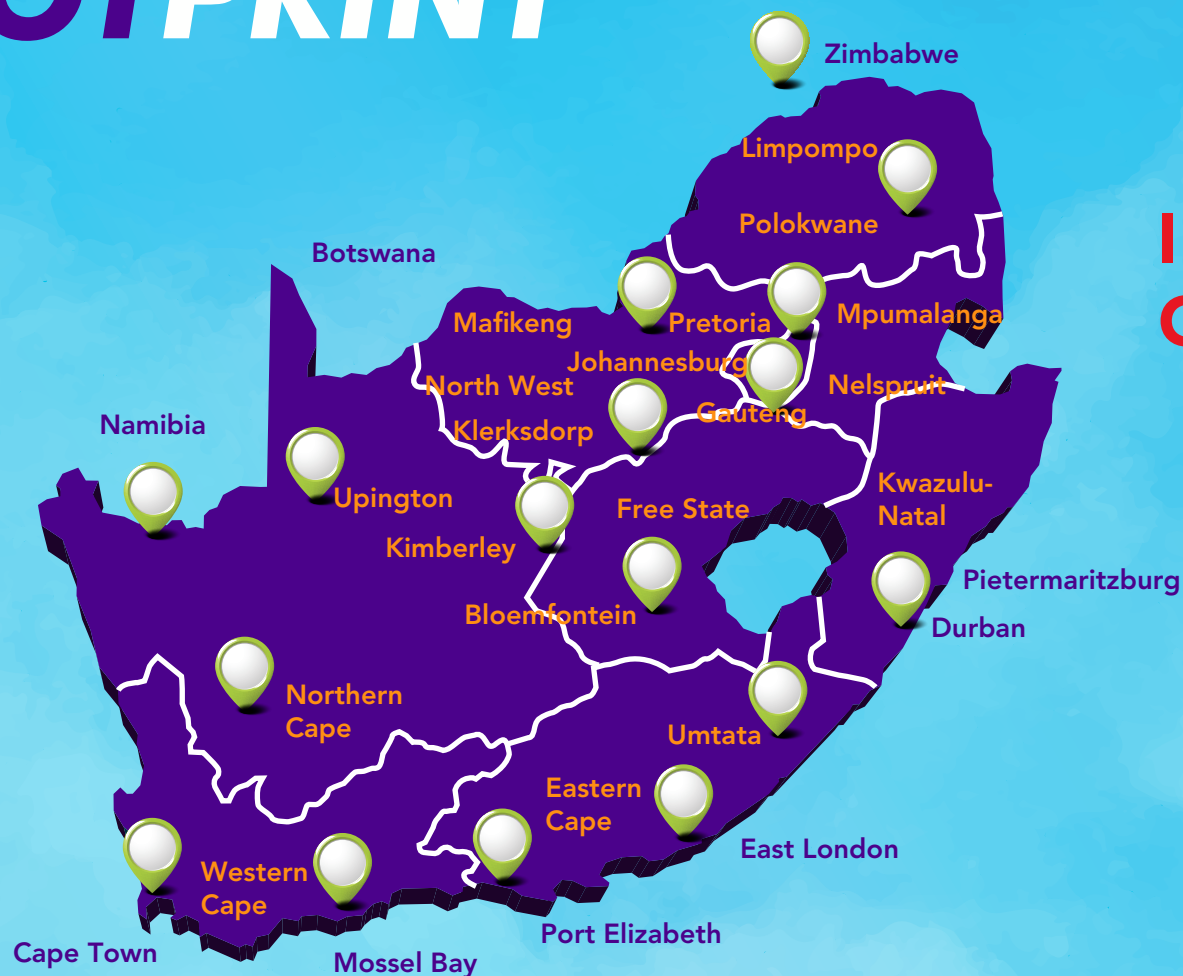 OTPRINT
Zimbabwe
Limpompo
Polokwane
I
Botswana
Mafikeng
Pretoria
Mpumalanga
Johannesburg
North West
Nelspruit
Gauteng
Namibia
Klerksdorp
Upington
Free State
Kwazulu-
Natal
Kimberley
Pietermaritzburg
Bloemfontein
Durban
Northern
Cape
Umtata
Eastern
Cape
East London
Western
Cape
Port Elizabeth
Cape Town
Mossel Bay